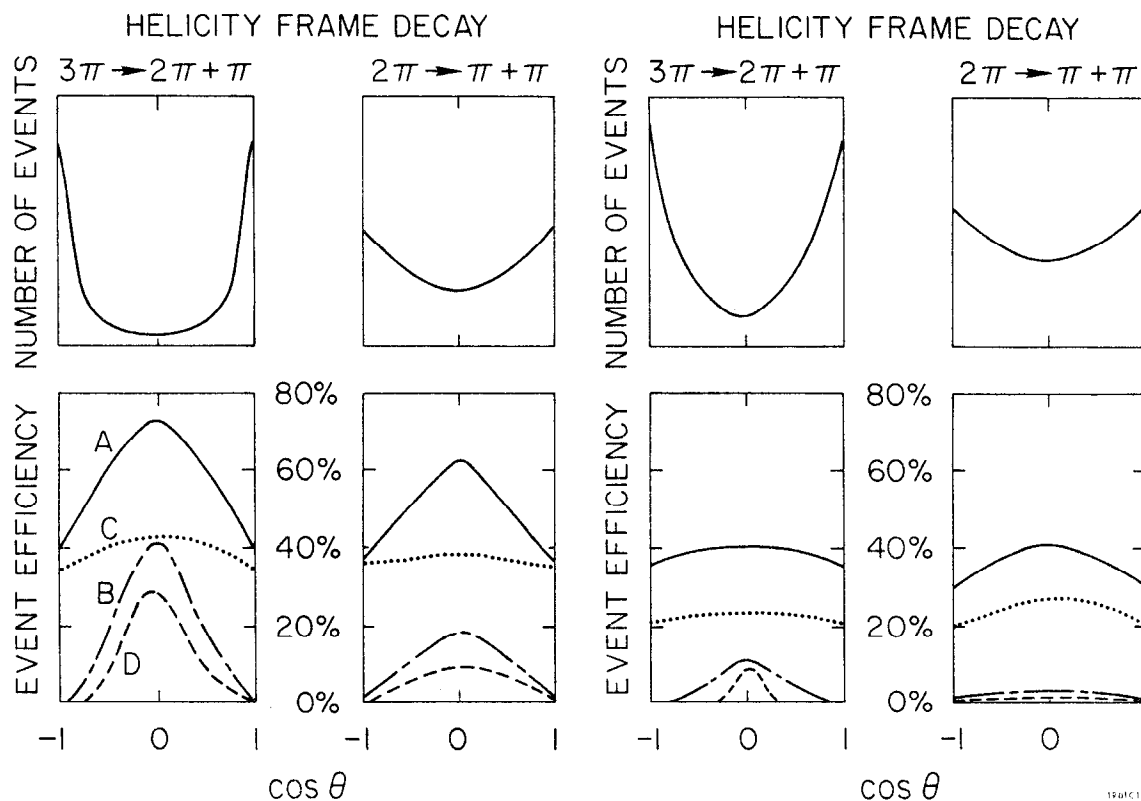 HELICITY FRAME DECAY
3π → 2π + π
2π → π + π
NUMBER OF EVENTS
EVENT EFFICIENCY
A
C
B
D
80%
60%
40%
20%
0%
-1 0 1
-1 0 1
COS θ
HELICITY FRAME DECAY
3π → 2π + π
2π → π + π
NUMBER OF EVENTS
EVENT EFFICIENCY
80%
60%
40%
20%
0%
-1 0 1
-1 0 1
COS θ